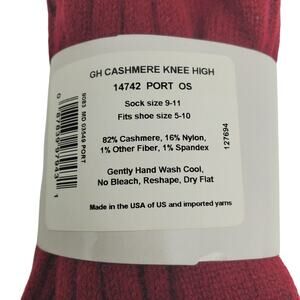 GH CASHMERE KNEE HIGH
14742 PORT OS
Sock size 9-11
Fits shoe size 5-10
82% Cashmere, 16% Nylon,
1% Other Fiber, 1% Spandex
Gently Hand Wash Cool,
No Bleach, Reshape, Dry Flat
Made in the USA of US and imported yarns
127694